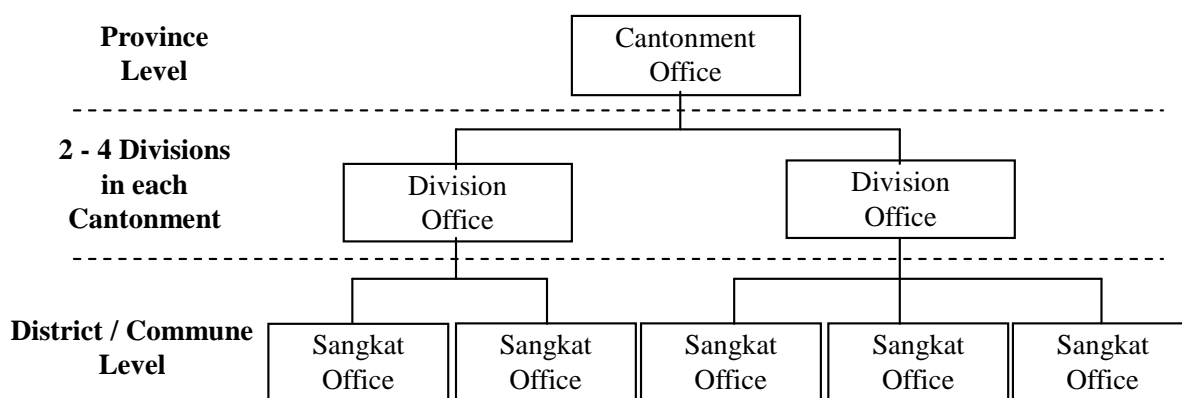 Province
Level
Cantonment
Office
2 - 4 Divisions
in each
Cantonment
Division
Office
Division
Office
District / Commune
Level
Sangkat
Office
Sangkat
Office
Sangkat
Office
Sangkat
Office
Sangkat
Office